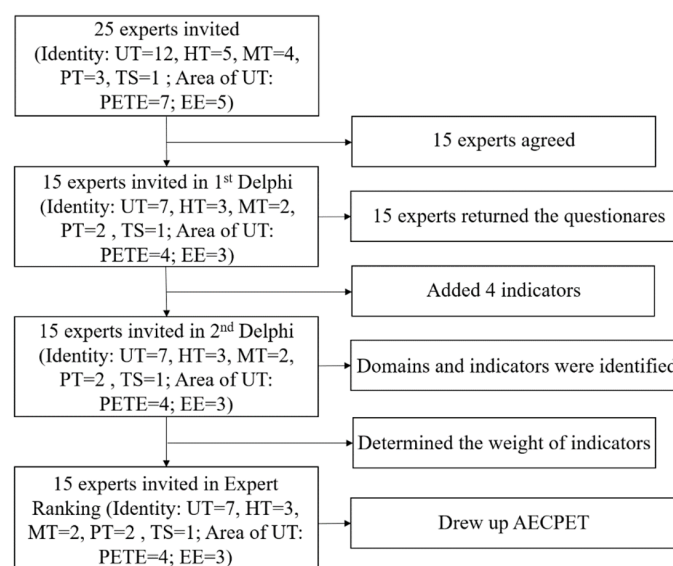 25 experts invited
(Identity: UT=12, HT=5, MT=4,
PT=3, TS=1 ; Area of UT:
PETE=7; EE=5)
15 experts agreed
15 experts invited in 1st Delphi
(Identity: UT=7, HT=3, MT=2,
PT=2 , TS=1; Area of UT:
PETE=4; EE=3)
15 experts returned the questionares
Added 4 indicators
15 experts invited in 2nd Delphi
(Identity: UT=7, HT=3, MT=2,
PT=2 , TS=1; Area of UT:
PETE=4; EE=3)
Domains and indicators were identified
Determined the weight of indicators
15 experts invited in Expert
Ranking (Identity: UT=7, HT=3,
MT=2, PT=2 , TS=1; Area of UT:
PETE=4; EE=3)
Drew up AECPET